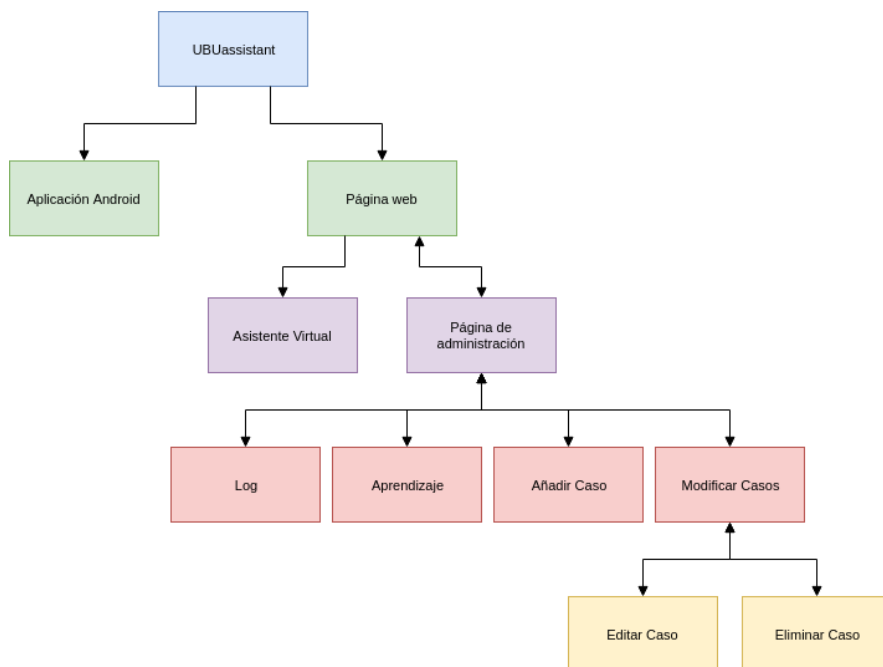 UBUassistant
Aplicación Android
Página web
Asistente Virtual
Página de
administración
Log
Aprendizaje
Añadir Caso
Modificar Casos
Editar Caso
Eliminar Caso